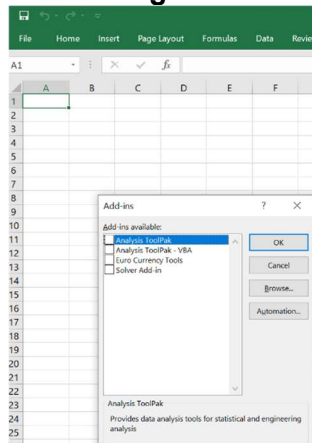 File Home Insert Page Layout Formulas Data Revie
A1 fx
A B C D E F
1
2
3
4
5
6
7
8
Add-ins ? ×
9
10
Add-ins available:
11
Analysis ToolPak OK
12
Analysis ToolPak - VBA
13
Euro Currency Tools Cancel
14
Solver Add-in
15
Browse...
16
Automation...
17
18
19
20
21
22
23
Analysis ToolPak
24
Provides data analysis tools for statistical and engineering
25
analysis